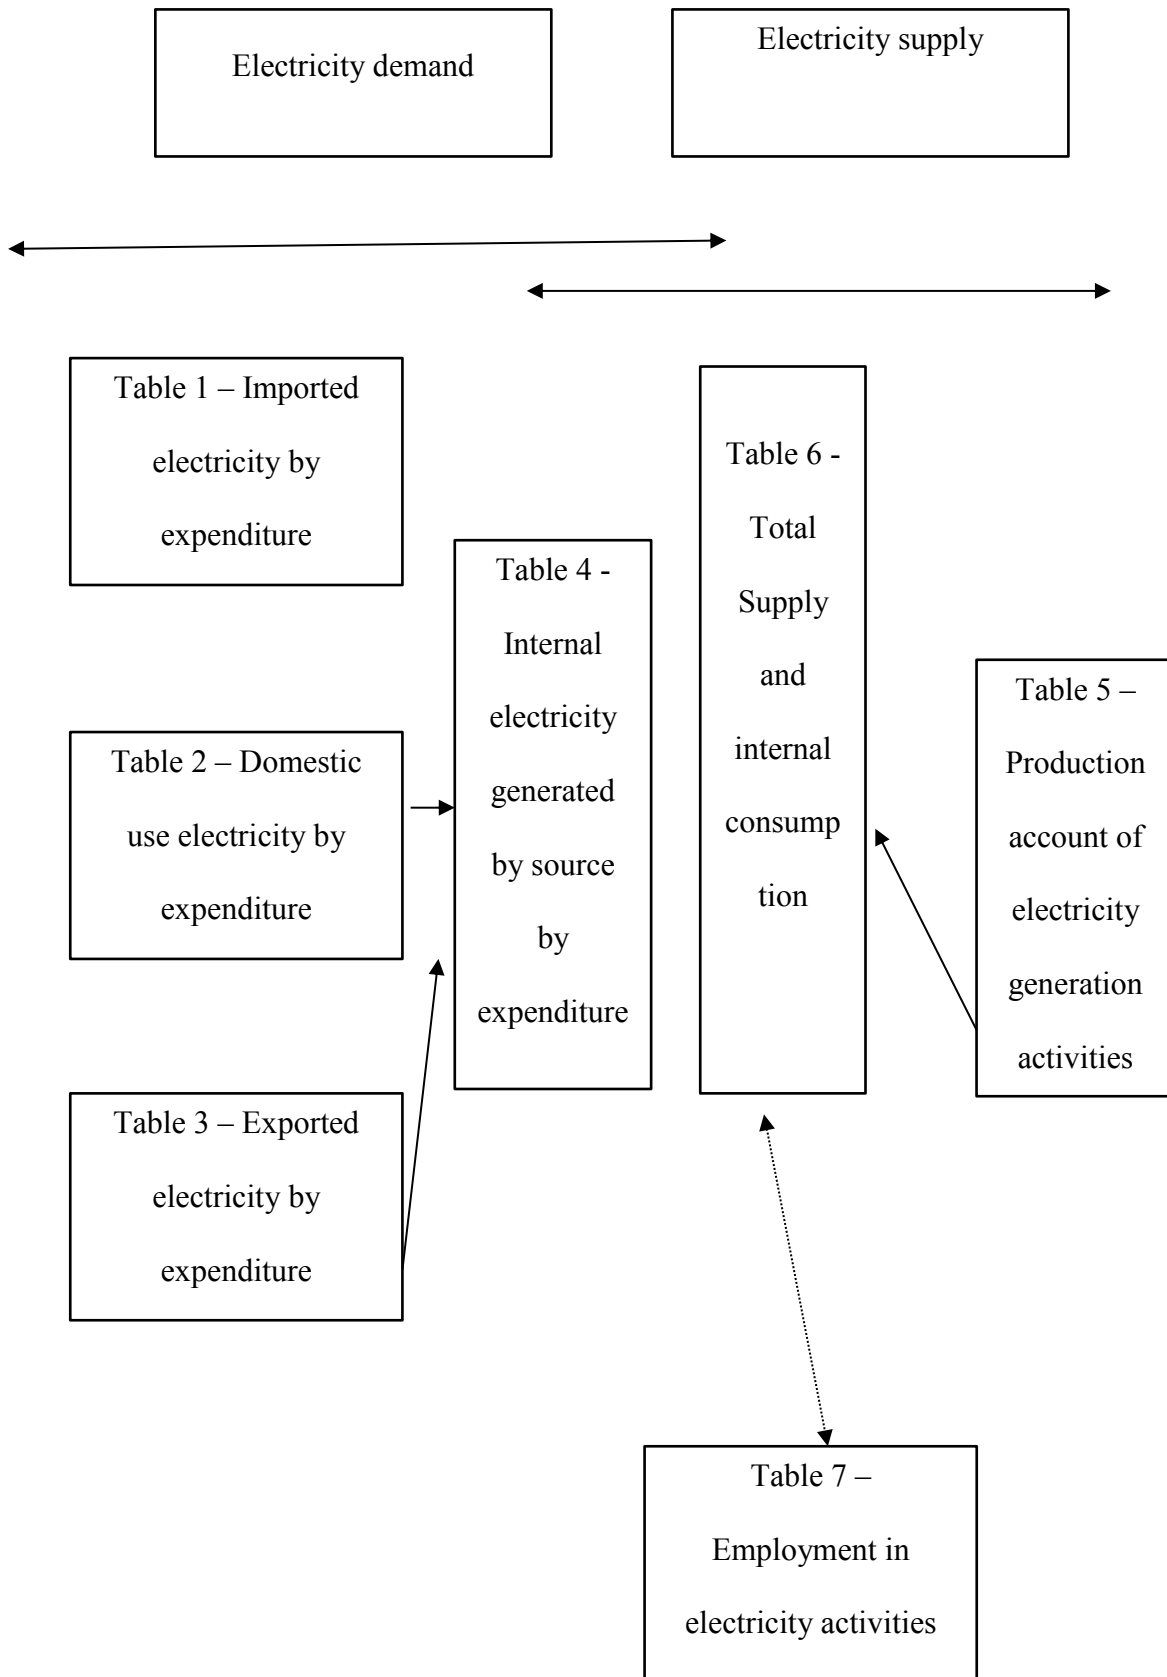 Electricity demand
Electricity supply
Table 1 – Imported
electricity by
expenditure
Table 2 – Domestic
use electricity by
expenditure
Table 3 – Exported
electricity by
expenditure
Table 4 -
Internal
electricity
generated
by source
by
expenditure
Table 6 -
Total
Supply
and
internal
consump
tion
Table 5 –
Production
account of
electricity
generation
activities
Table 7 –
Employment in
electricity activities